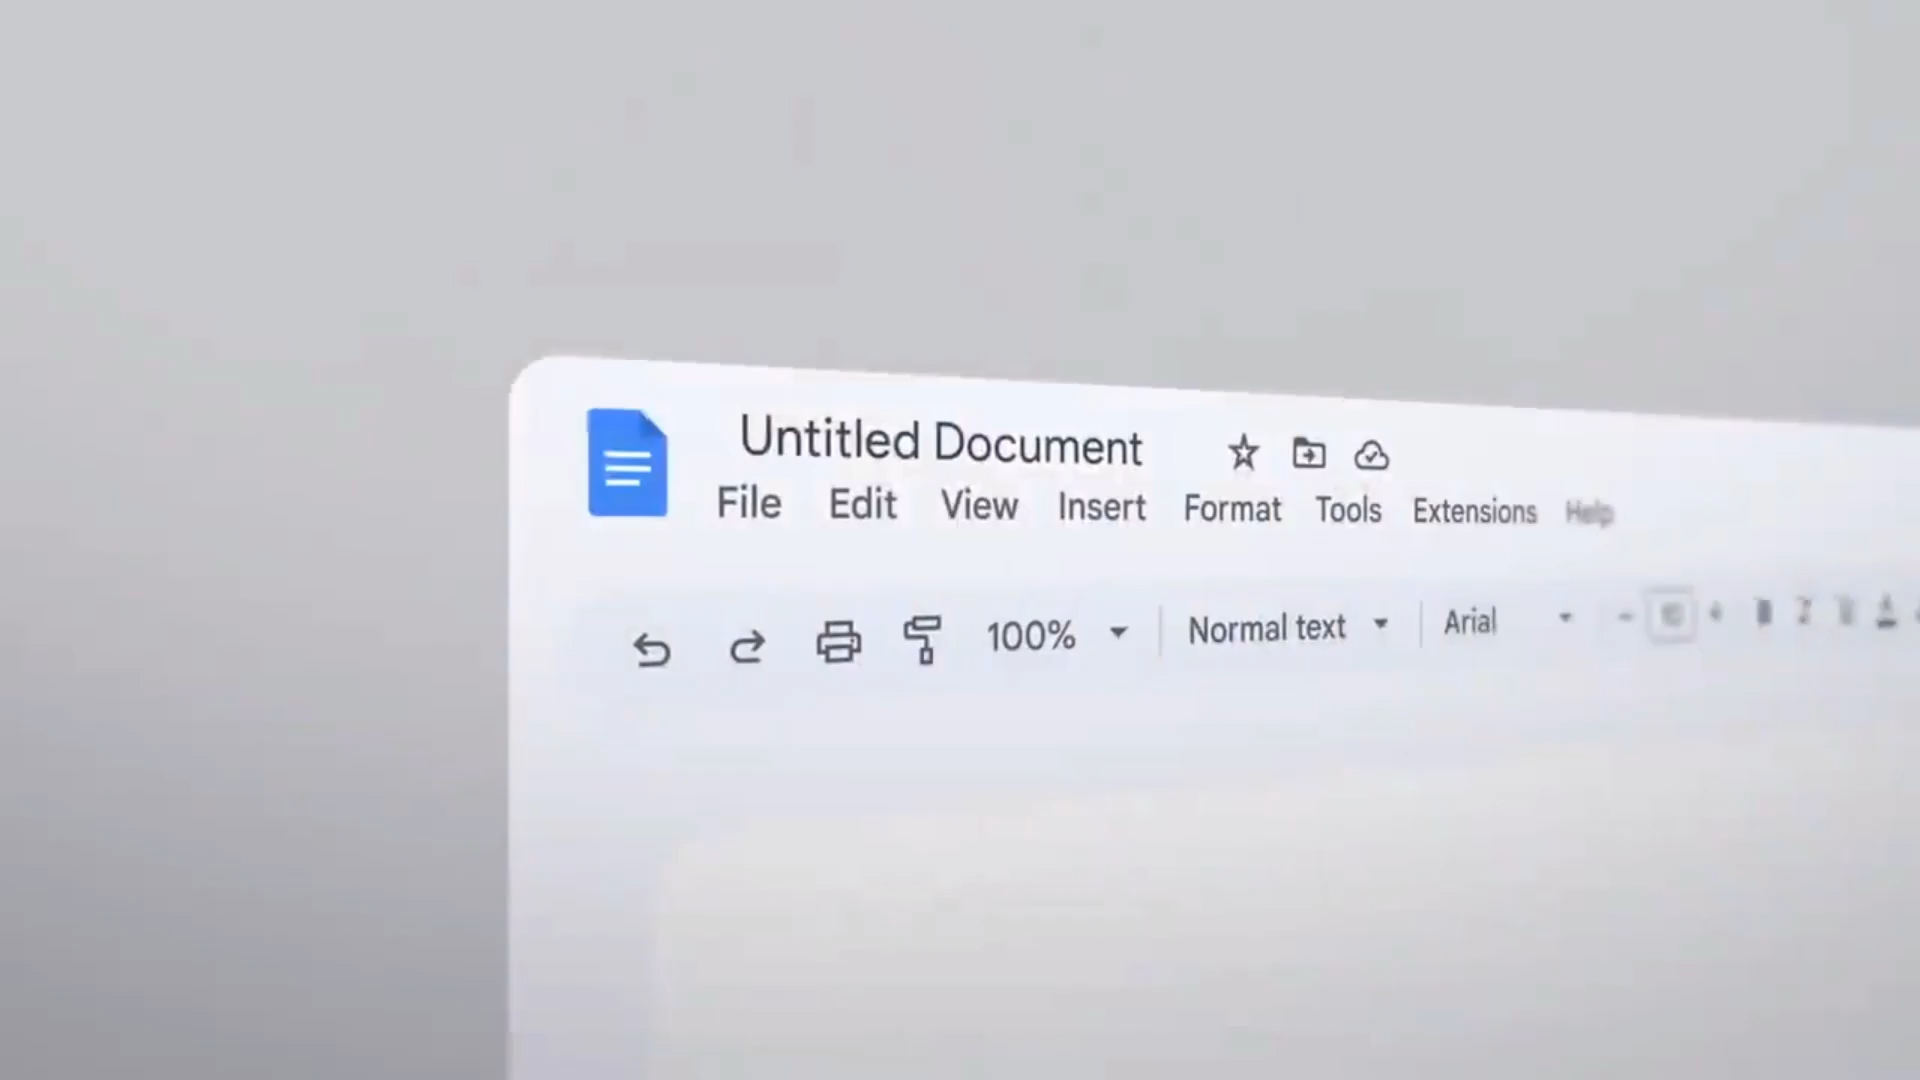 Untitled Document
File Edit View Insert Format Tools Extensions Help
100% Normal text Arial